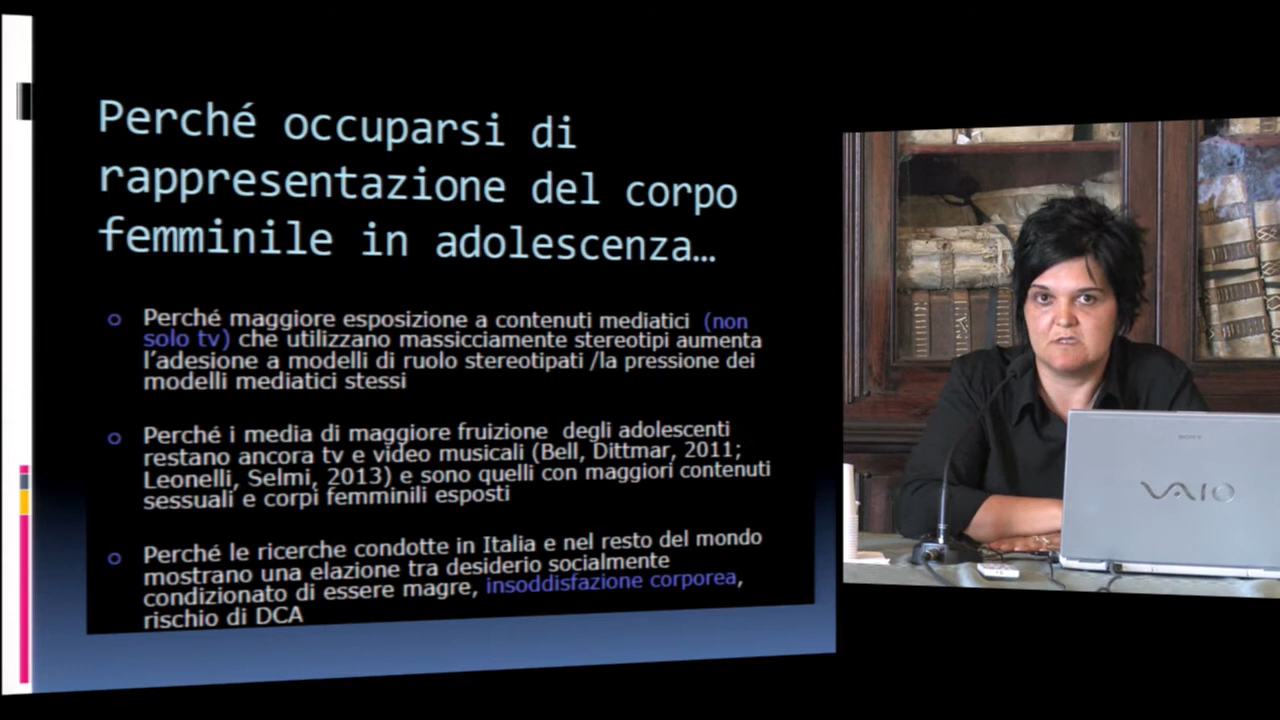 Perché occuparsi di
rappresentazione del corpo
femminile in adolescenza…
Perché maggiore esposizione a contenuti mediatici (non
solo tv) che utilizzano massicciamente stereotipi aumenta
l'adesione a modelli di ruolo stereotipati /la pressione dei
modelli mediatici stessi
Perché i media di maggiore fruizione degli adolescenti
restano ancora tv e video musicali (Bell, Dittmar, 2011;
Leonelli, Selmi, 2013) e sono quelli con maggiori contenuti
sessuali e corpi femminili esposti
Perché le ricerche condotte in Italia e nel resto del mondo
mostrano una elazione tra desiderio socialmente
condizionato di essere magre, insoddisfazione corporea,
rischio di DCA
SONY
VAIO